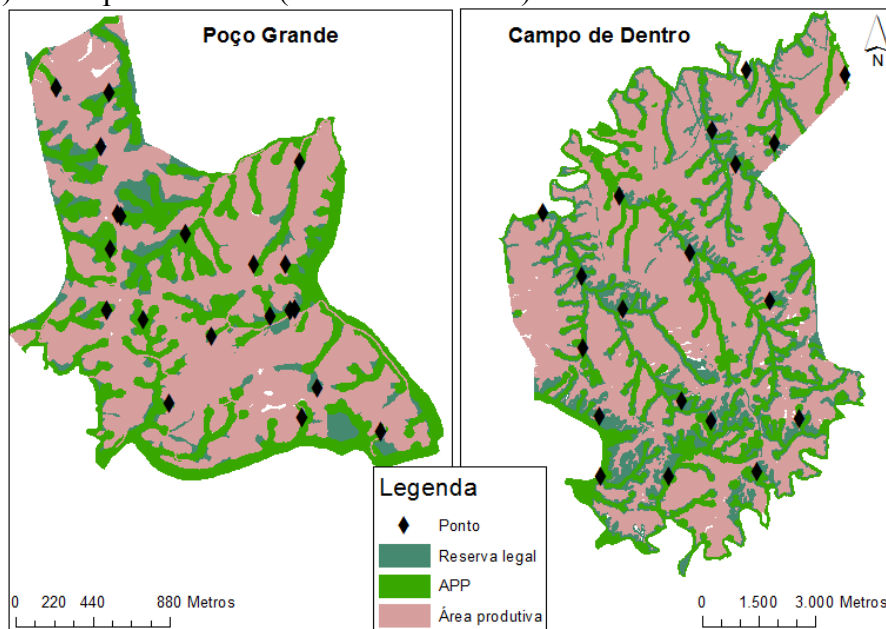 Poço Grande
Campo de Dentro
N
Legenda
Ponto
Reserva legal
APP
Área produtiva
0 220 440 880 Metros
0 1.500 3.000 Metros